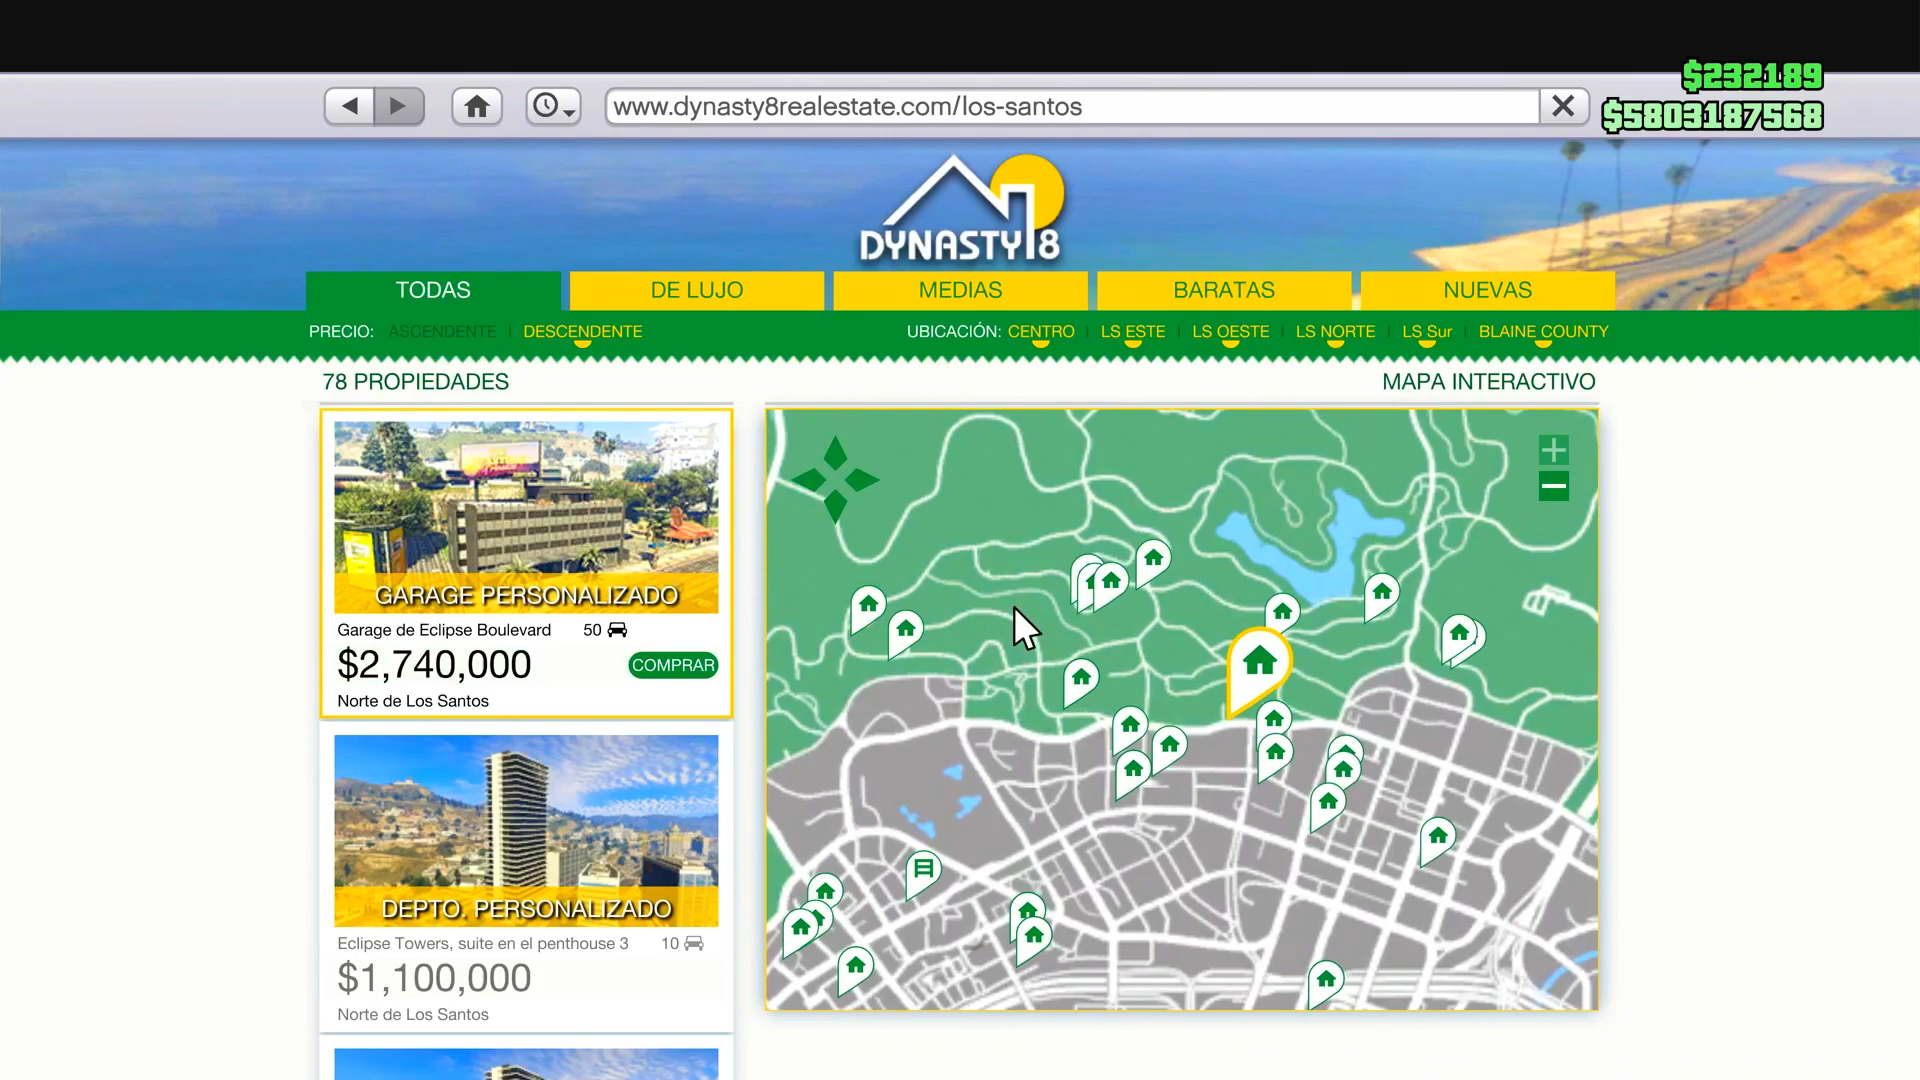 $232189
www.dynasty8realestate.com/los-santos
$5803187568
DYNASTY 8
TODAS
DE LUJO
MEDIAS
BARATAS
NUEVAS
PRECIO: ASCENDENTE | DESCENDENTE
UBICACIÓN: CENTRO | LS ESTE | LS OESTE | LS NORTE | LS Sur | BLAINE COUNTY
78 PROPIEDADES
MAPA INTERACTIVO
GARAGE PERSONALIZADO
Garage de Eclipse Boulevard 50
$2,740,000
COMPRAR
Norte de Los Santos
DEPTO. PERSONALIZADO
Eclipse Towers, suite en el penthouse 3 10
$1,100,000
Norte de Los Santos